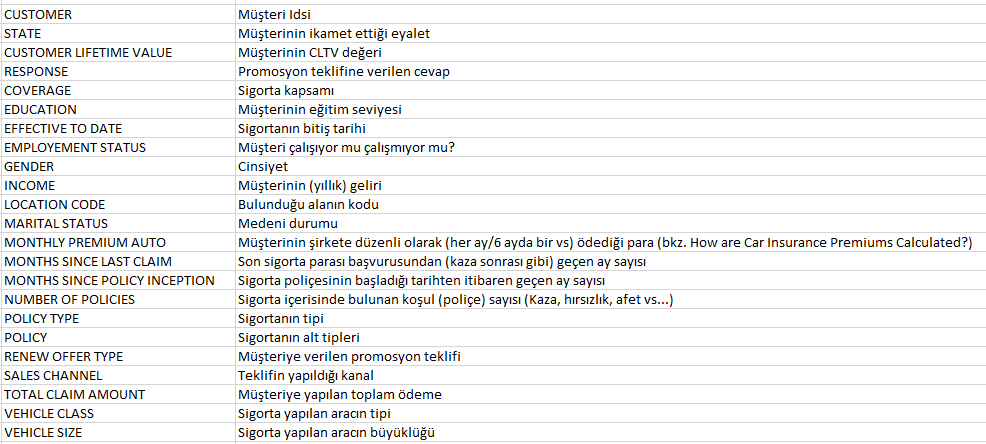 CUSTOMER Müşteri Idsi
STATE Müşterinin ikamet ettiği eyalet
CUSTOMER LIFETIME VALUE Müşterinin CLTV değeri
RESPONSE Promosyon teklifine verilen cevap
COVERAGE Sigorta kapsamı
EDUCATION Müşterinin eğitim seviyesi
EFFECTIVE TO DATE Sigortanın bitiş tarihi
EMPLOYEMENT STATUS Müşteri çalışıyor mu çalışmıyor mu?
GENDER Cinsiyet
INCOME Müşterinin (yıllık) geliri
LOCATION CODE Bulunduğu alanın kodu
MARITAL STATUS Medeni durumu
MONTHLY PREMIUM AUTO Müşterinin şirkete düzenli olarak (her ay/6 ayda bir vs) ödediği para (bkz. How are Car Insurance Premiums Calculated?)
MONTHS SINCE LAST CLAIM Son sigorta parası başvurusundan (kaza sonrası gibi) geçen ay sayısı
MONTHS SINCE POLICY INCEPTION Sigorta poliçesinin başladığı tarihten itibaren geçen ay sayısı
NUMBER OF POLICIES Sigorta içerisinde bulunan koşul (poliçe) sayısı (Kaza, hırsızlık, afet vs...)
POLICY TYPE Sigortanın tipi
POLICY Sigortanın alt tipleri
RENEW OFFER TYPE Müşteriye verilen promosyon teklifi
SALES CHANNEL Teklifin yapıldığı kanal
TOTAL CLAIM AMOUNT Müşteriye yapılan toplam ödeme
VEHICLE CLASS Sigorta yapılan aracın tipi
VEHICLE SIZE Sigorta yapılan aracın büyüklüğü